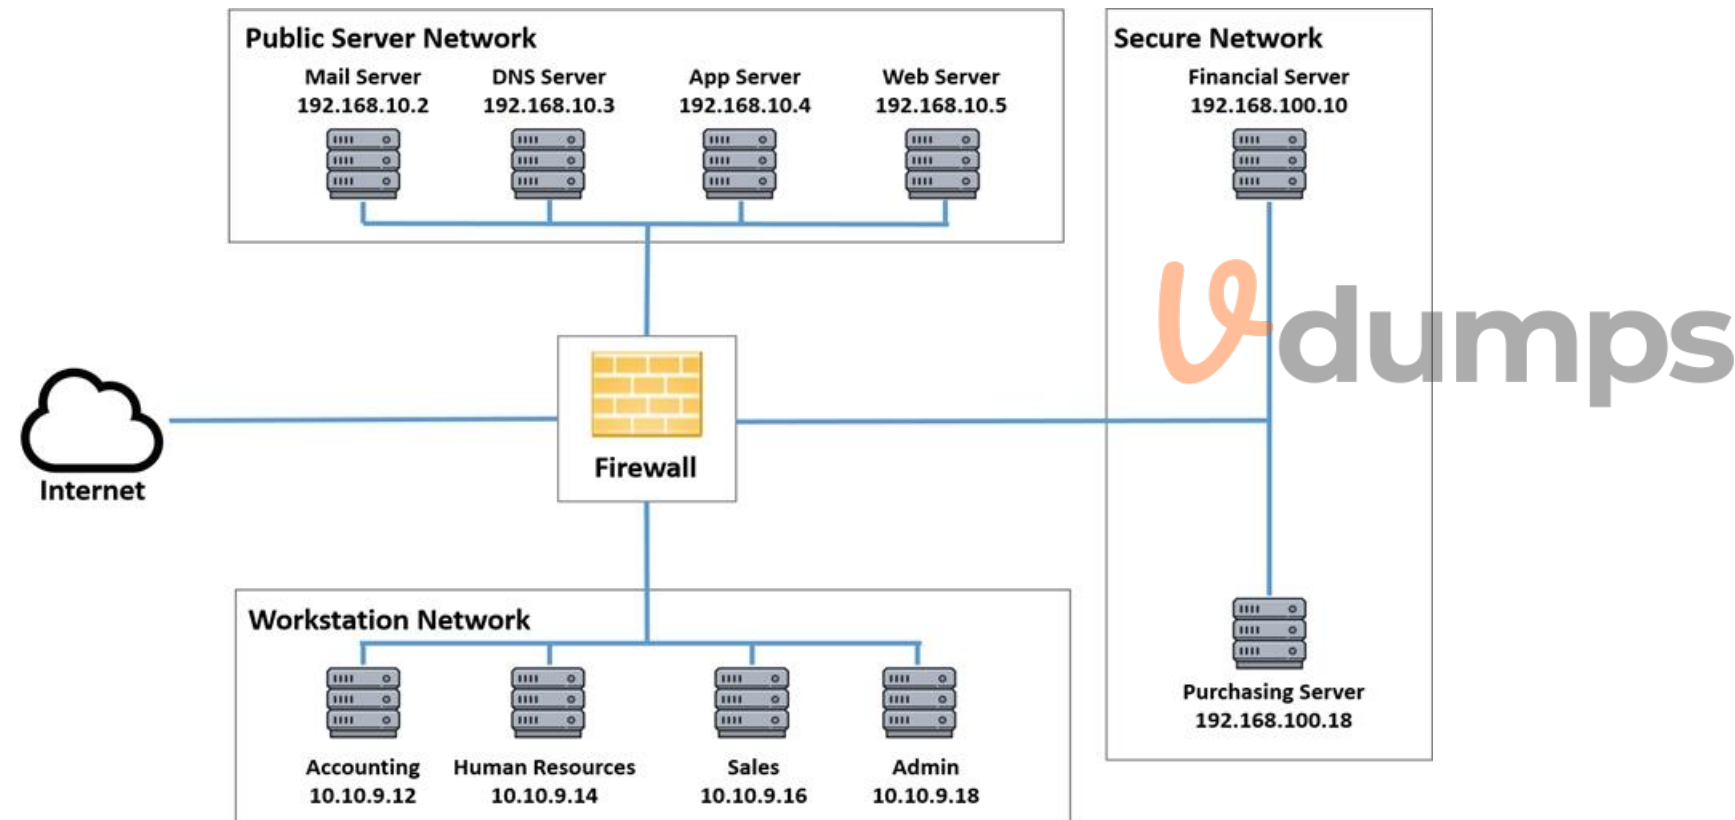 Public Server Network
Mail Server
192.168.10.2
DNS Server
192.168.10.3
App Server
192.168.10.4
Web Server
192.168.10.5
Secure Network
Financial Server
192.168.100.10
Vdumps
Internet
Firewall
Purchasing Server
192.168.100.18
Workstation Network
Accounting
10.10.9.12
Human Resources
10.10.9.14
Sales
10.10.9.16
Admin
10.10.9.18